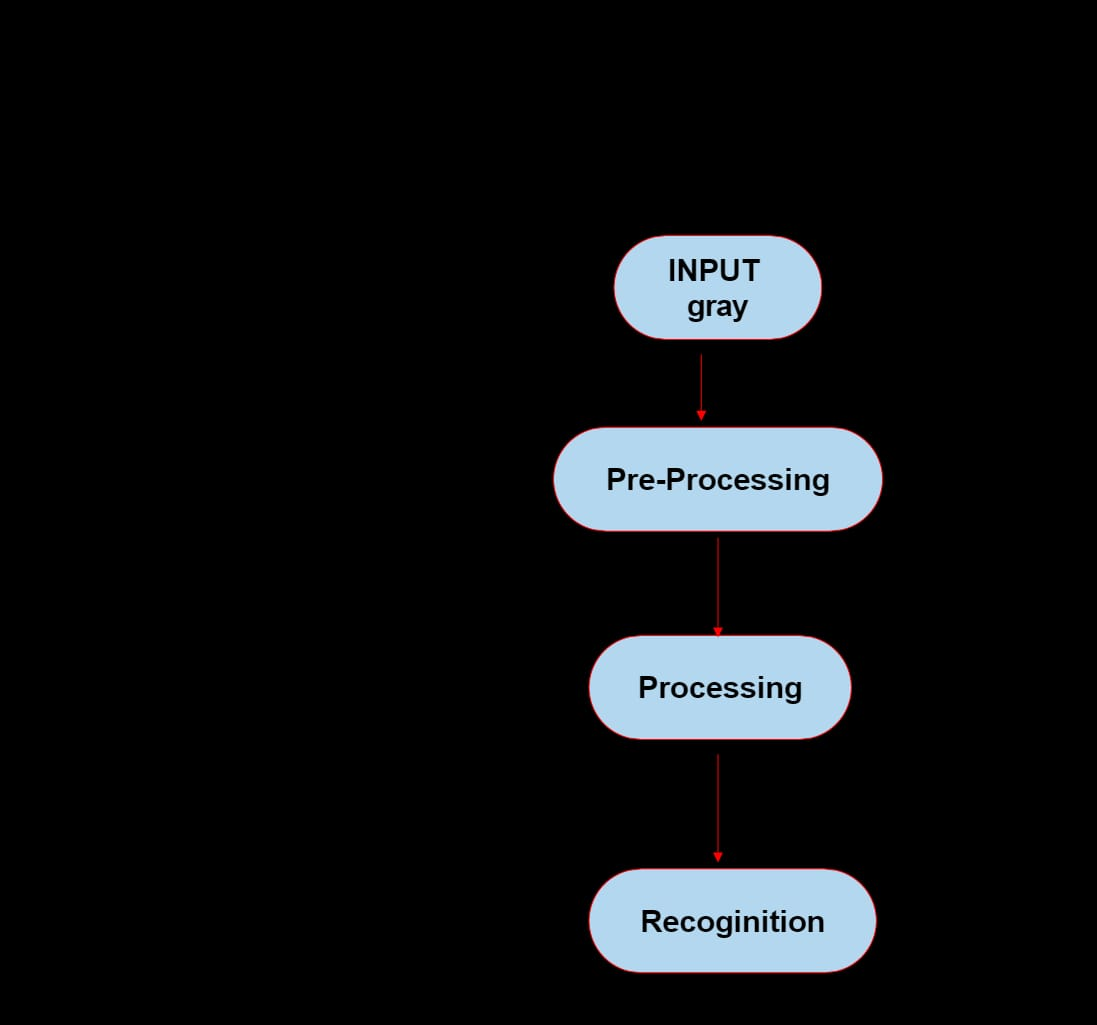 INPUT
gray
Pre-Processing
Processing
Recoginition